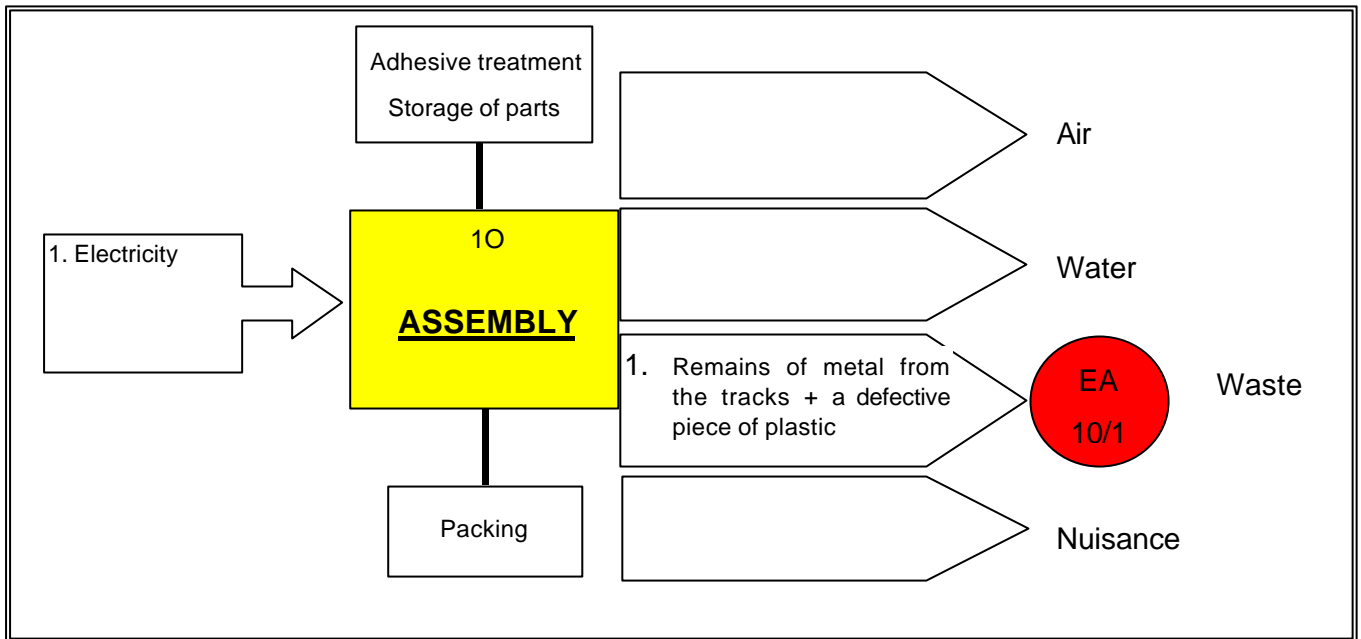 Adhesive treatment
Storage of parts
Air
1. Electricity
1O
ASSEMBLY
Water
1. Remains of metal from
the tracks + a defective
piece of plastic
EA
10/1
Waste
Packing
Nuisance